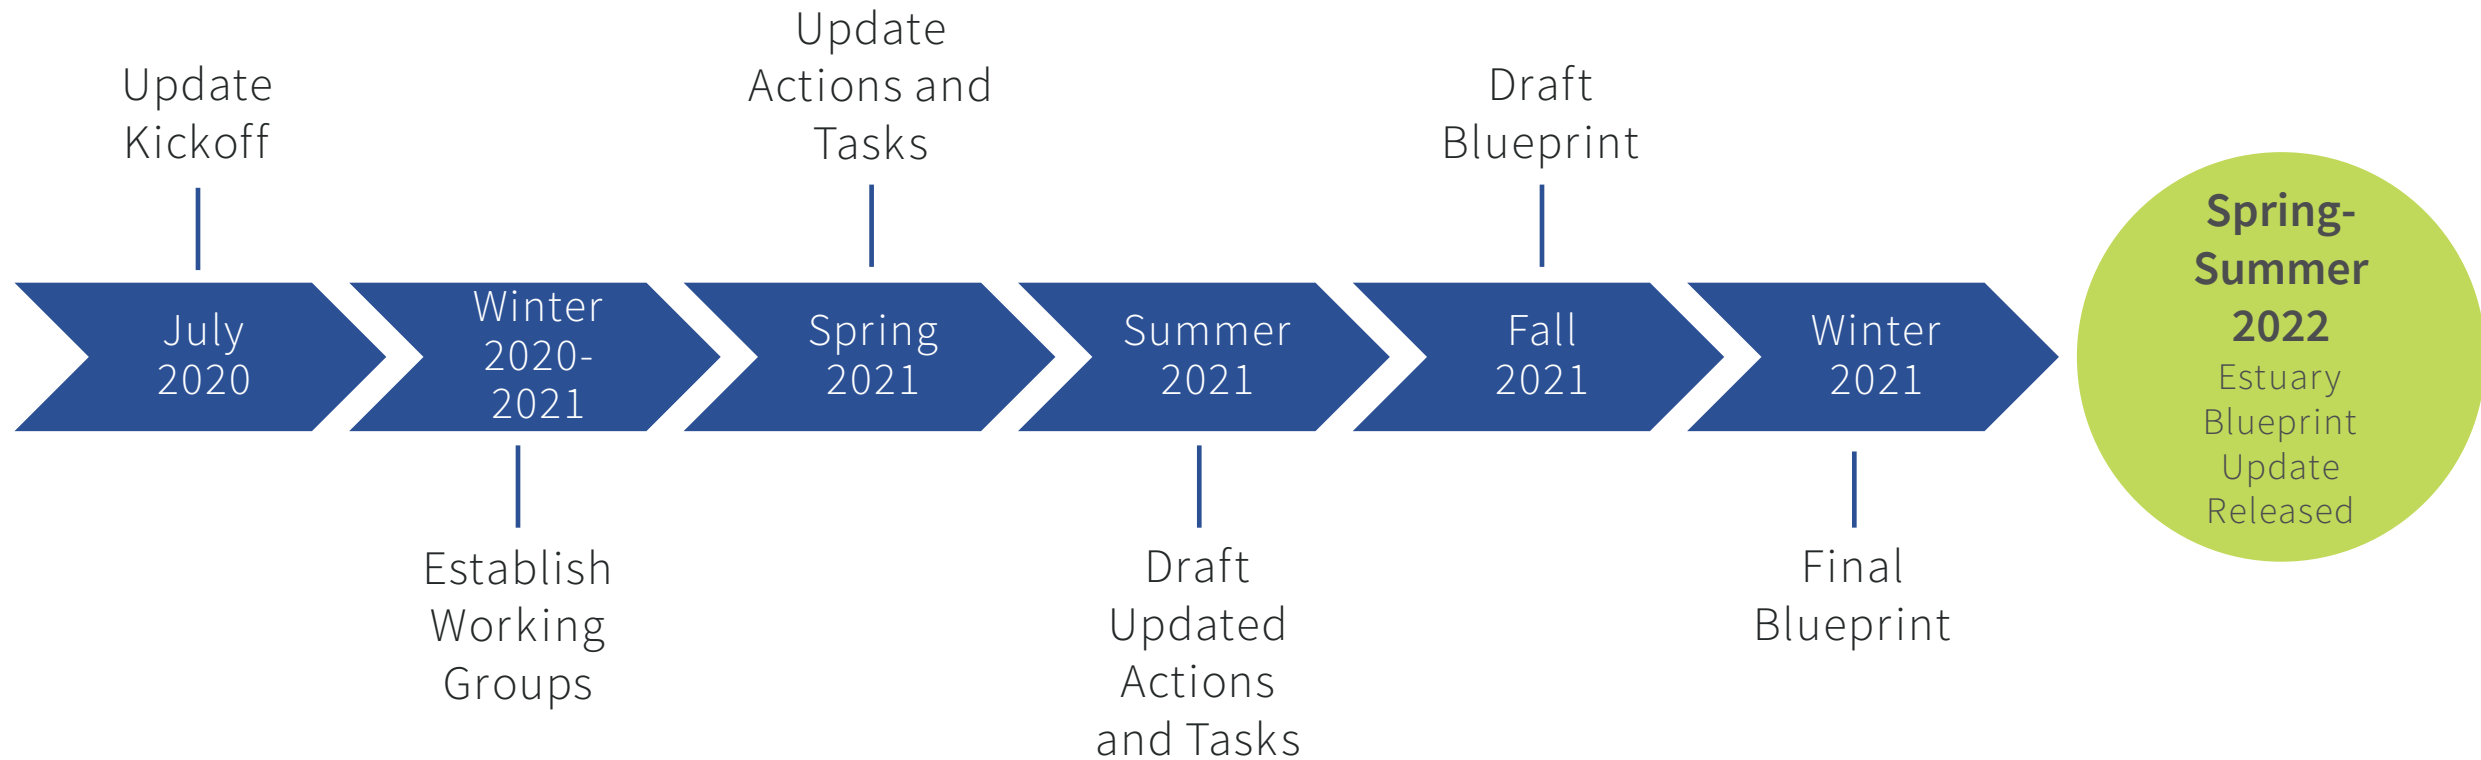 Update
Kickoff
Update
Actions and
Tasks
Draft
Blueprint
July
2020
Winter
2020-
2021
Spring
2021
Summer
2021
Fall
2021
Winter
2021
Spring-
Summer
2022
Estuary
Blueprint
Update
Released
Establish
Working
Groups
Draft
Updated
Actions
and Tasks
Final
Blueprint